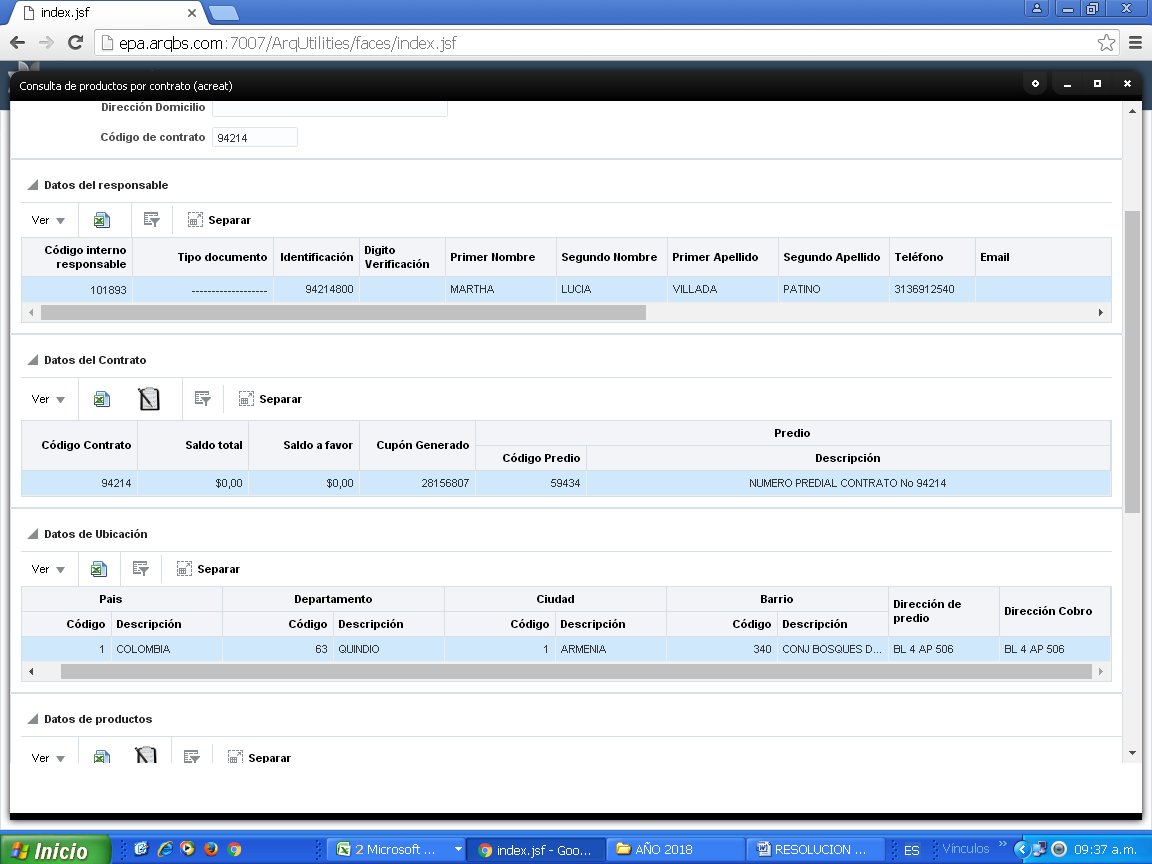 index.jsf
epa.arqbs.com:7007/ArqUtilities/faces/index.jsf
Consulta de productos por contrato (acreat)
Dirección Domicilio
Código de contrato 94214
Datos del responsable
Ver Separar
Código interno responsable Tipo documento Identificación Digito Verificación Primer Nombre Segundo Nombre Primer Apellido Segundo Apellido Teléfono Email
101893 ------------------- 94214800 MARTHA LUCIA VILLADA PATINO 3136912540
Datos del Contrato
Ver Separar
Predio
Código Contrato Saldo total Saldo a favor Cupón Generado Código Predio Descripción
94214 $0,00 $0,00 28156807 59434 NUMERO PREDIAL CONTRATO No 94214
Datos de Ubicación
Ver Separar
Pais Departamento Ciudad Barrio Dirección de predio Dirección Cobro
Código Descripción Código Descripción Código Descripción Código Descripción
1 COLOMBIA 63 QUINDIO 1 ARMENIA 340 CONJ BOSQUES D... BL 4 AP 506 BL 4 AP 506
Datos de productos
Ver Separar
Inicio 2 Microsoft ... index.jsf - Goo... AÑO 2018 RESOLUCION ... ES Vínculos » 09:37 a.m.